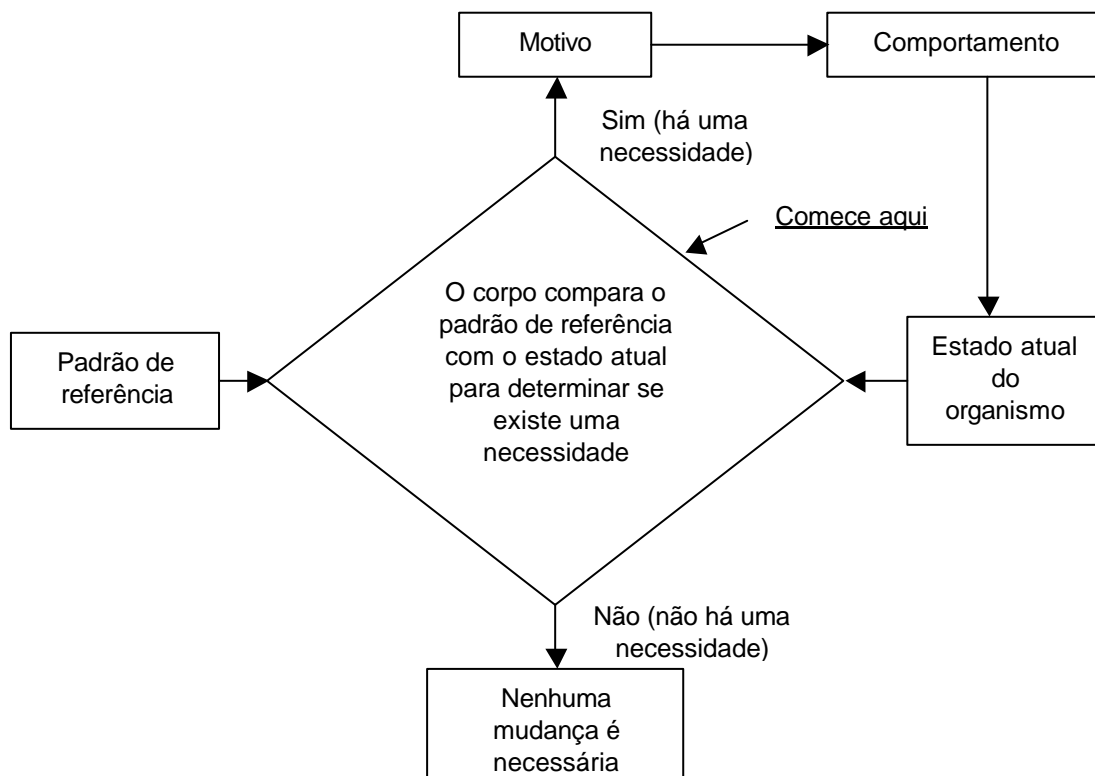 Motivo
Comportamento
Sim (há uma
necessidade)
Comece aqui
O corpo compara o
padrão de referência
com o estado atual
para determinar se
existe uma
necessidade
Padrão de
referência
Estado atual
do
organismo
Não (não há uma
necessidade)
Nenhuma
mudança é
necessária